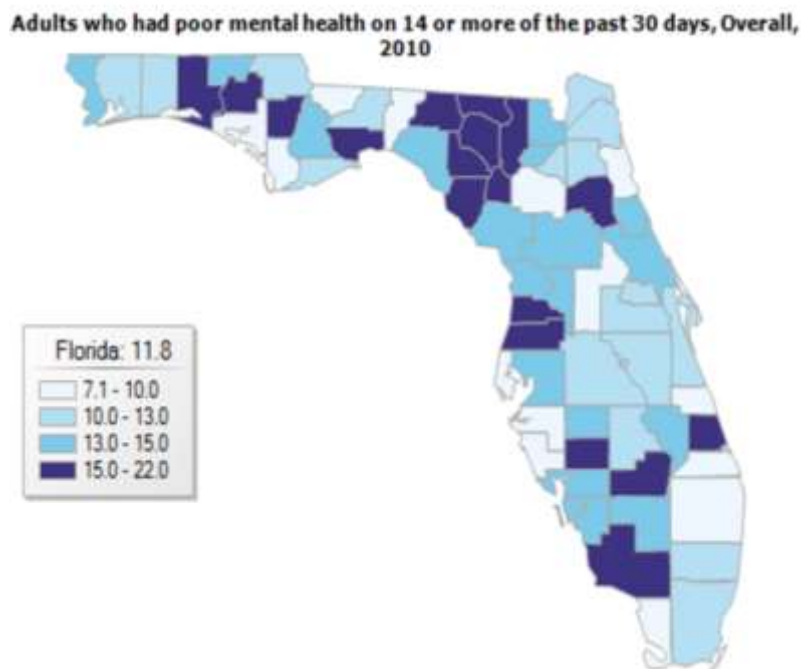 Adults who had poor mental health on 14 or more of the past 30 days, Overall,
2010
Florida: 11.8
7.1 - 10.0
10.0 - 13.0
13.0 - 15.0
15.0 - 22.0